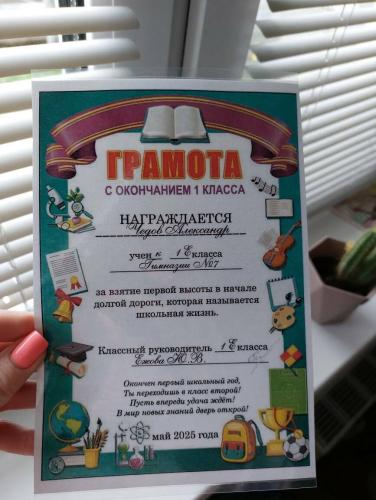 ГРАМОТА
С ОКОНЧАНИЕМ 1 КЛАССА
НАГРАЖДАЕТСЯ
Чедов Александр
учени к 1 Е класса
Гимназии №7
за взятие первой высоты в начале
долгой дороги, которая называется
школьная жизнь.
Классный руководитель 1 Е класса
Ежова Ю.В.
Окончен первый школьный год,
Ты переходишь в класс второй!
Пусть впереди удача ждёт!
В мир новых знаний дверь открой!
май 2025 года